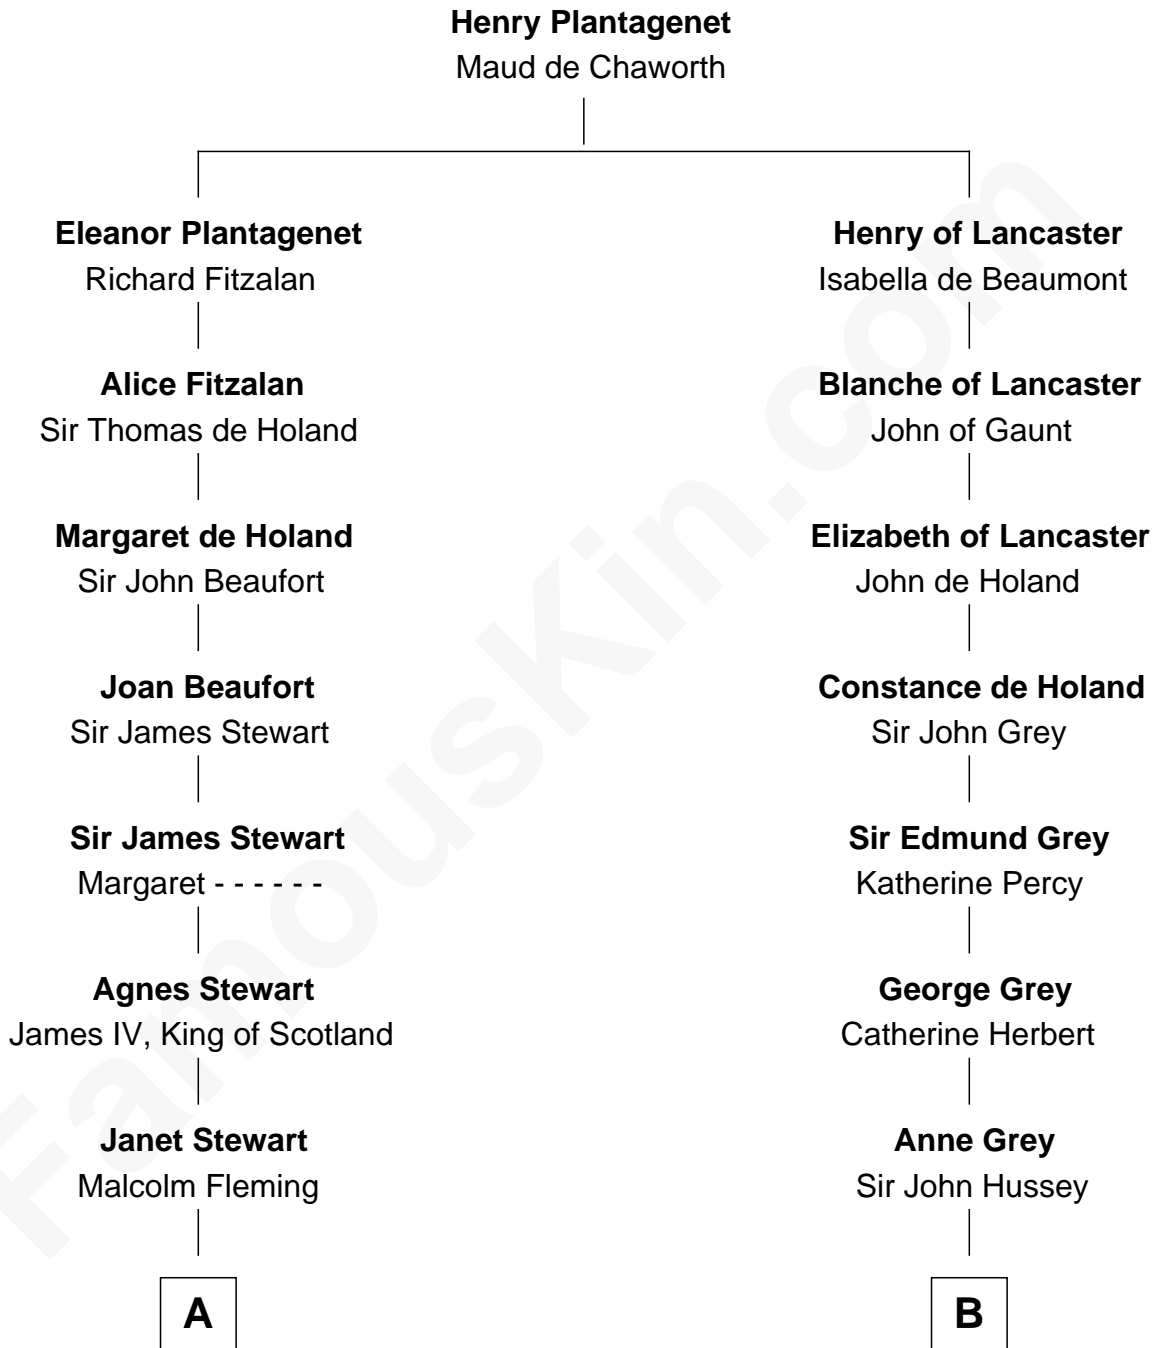 Henry Plantagenet
Maud de Chaworth
Eleanor Plantagenet
Richard Fitzalan
Henry of Lancaster
Isabella de Beaumont
Alice Fitzalan
Sir Thomas de Holand
Blanche of Lancaster
John of Gaunt
Margaret de Holand
Sir John Beaufort
Elizabeth of Lancaster
John de Holand
Joan Beaufort
Sir James Stewart
Constance de Holand
Sir John Grey
Sir James Stewart
Margaret - - - - - -
Sir Edmund Grey
Katherine Percy
Agnes Stewart
James IV, King of Scotland
George Grey
Catherine Herbert
Janet Stewart
Malcolm Fleming
Anne Grey
Sir John Hussey
A
B
FamousKin.com